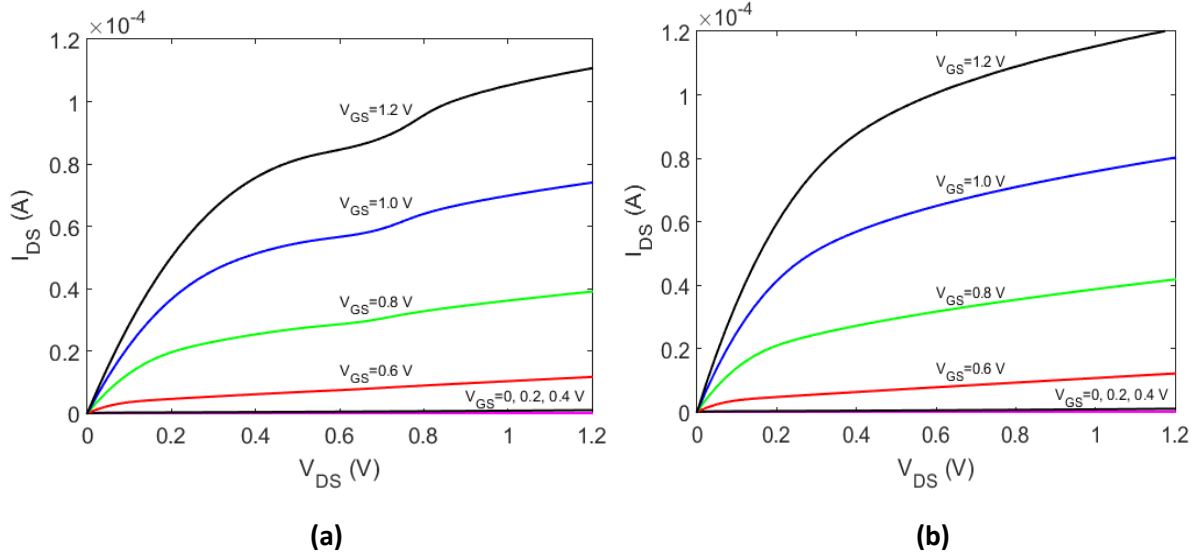 ×10⁻⁴
1.2
1
0.8
0.6
0.4
0.2
0
I_DS (A)
V_GS=1.2 V
V_GS=1.0 V
V_GS=0.8 V
V_GS=0.6 V
V_GS=0, 0.2, 0.4 V
0 0.2 0.4 0.6 0.8 1 1.2
V_DS (V)
(a)
×10⁻⁴
1.2
1
0.8
0.6
0.4
0.2
0
I_DS (A)
V_GS=1.2 V
V_GS=1.0 V
V_GS=0.8 V
V_GS=0.6 V
V_GS=0, 0.2, 0.4 V
0 0.2 0.4 0.6 0.8 1 1.2
V_DS (V)
(b)